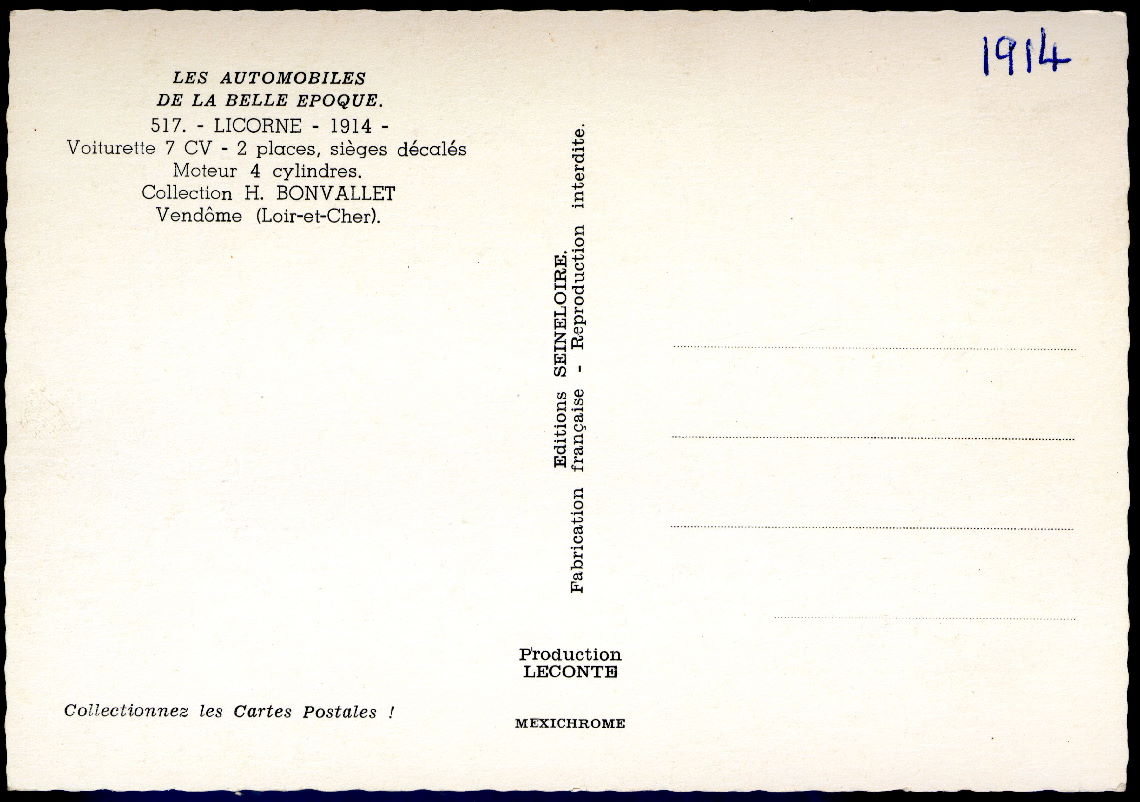 LES AUTOMOBILES
DE LA BELLE EPOQUE.
517. - LICORNE - 1914 -
Voiturette 7 CV - 2 places, sièges décalés
Moteur 4 cylindres.
Collection H. BONVALLET
Vendôme (Loir-et-Cher).
Collectionnez les Cartes Postales !
Editions SEINELOIRE.
Fabrication française - Reproduction interdite.
Production
LECONTE
MEXICHROME
1914